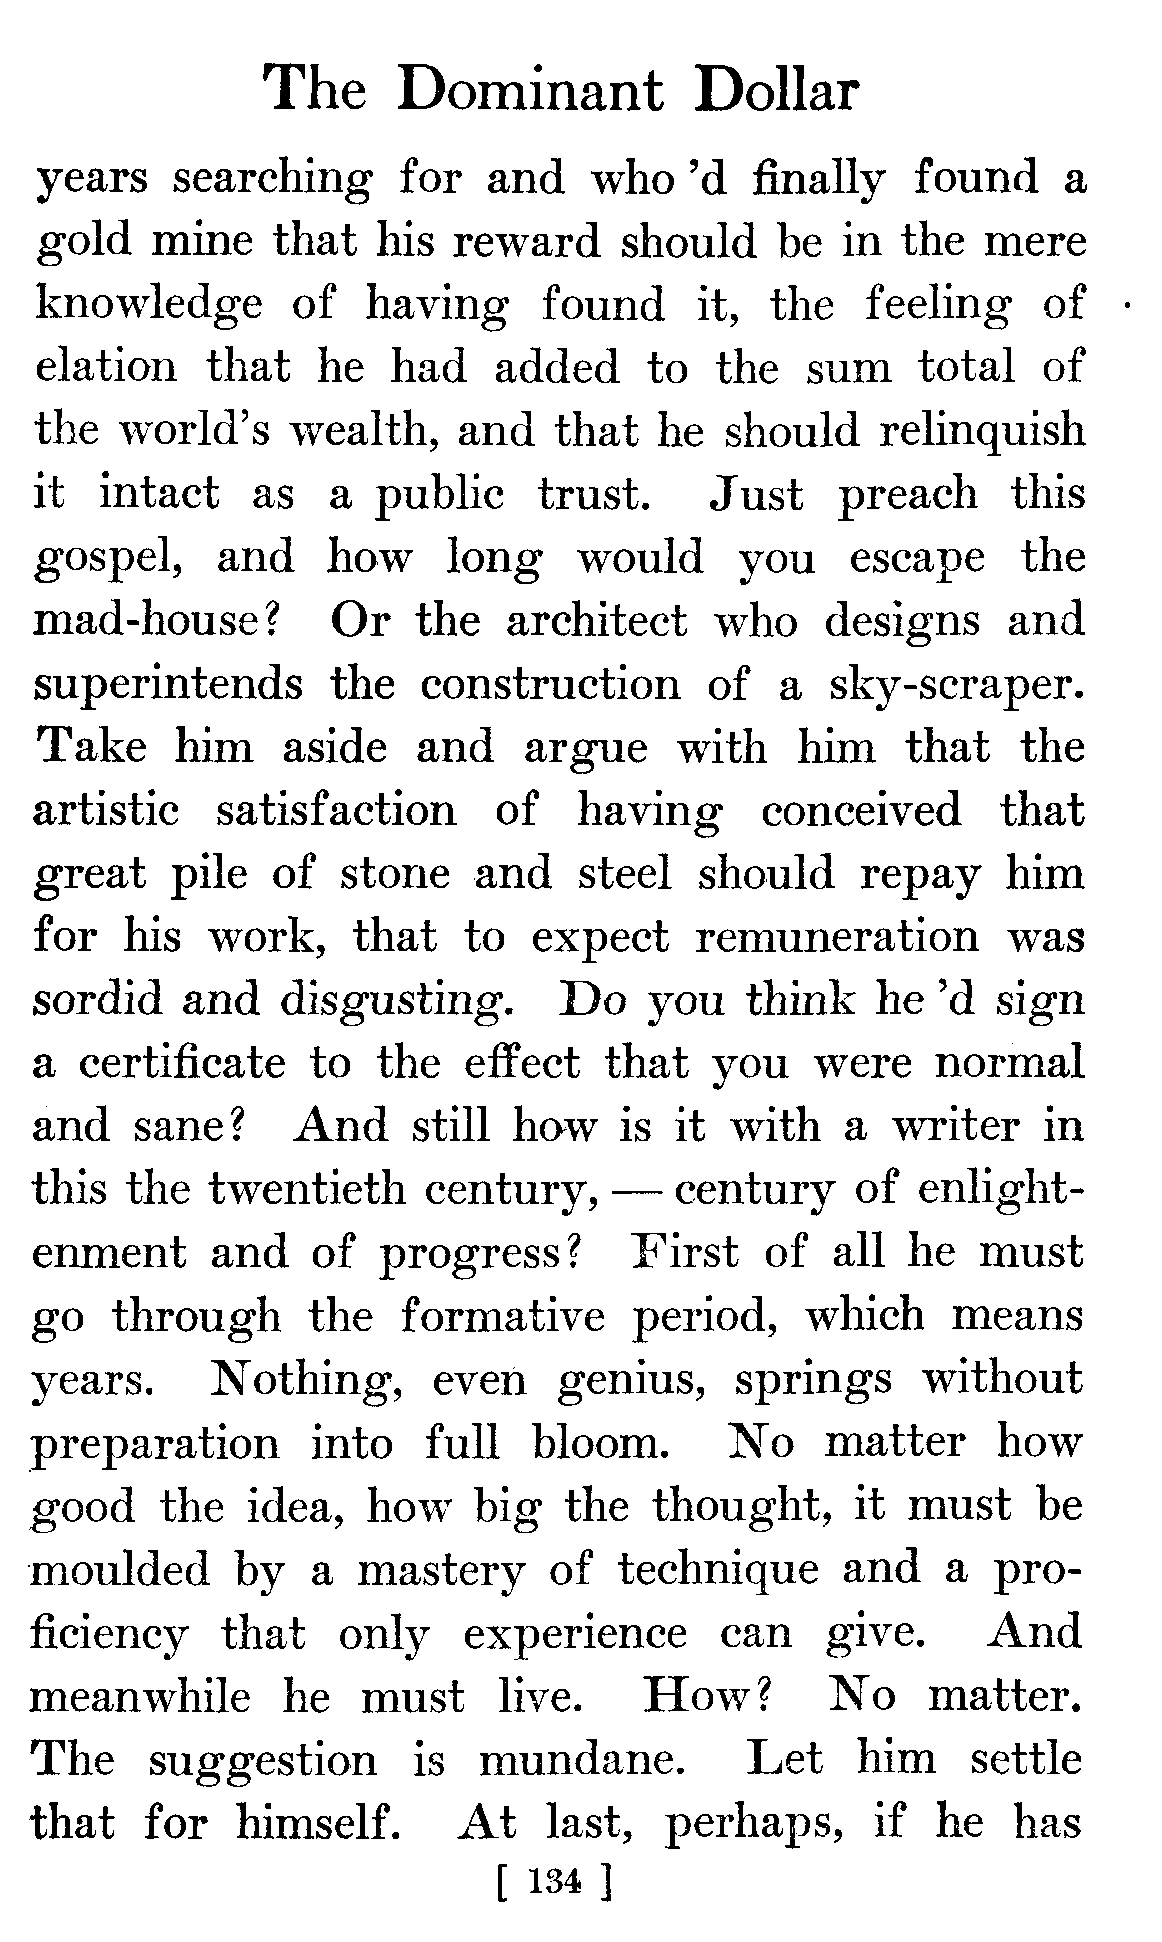 The Dominant Dollar
years searching for and who 'd finally found a
gold mine that his reward should be in the mere
knowledge of having found it, the feeling of
elation that he had added to the sum total of
the world's wealth, and that he should relinquish
it intact as a public trust. Just preach this
gospel, and how long would you escape the
mad-house? Or the architect who designs and
superintends the construction of a sky-scraper.
Take him aside and argue with him that the
artistic satisfaction of having conceived that
great pile of stone and steel should repay him
for his work, that to expect remuneration was
sordid and disgusting. Do you think he 'd sign
a certificate to the effect that you were normal
and sane? And still how is it with a writer in
this the twentieth century, — century of enlight-
enment and of progress? First of all he must
go through the formative period, which means
years. Nothing, even genius, springs without
preparation into full bloom. No matter how
good the idea, how big the thought, it must be
moulded by a mastery of technique and a pro-
ficiency that only experience can give. And
meanwhile he must live. How? No matter.
The suggestion is mundane. Let him settle
that for himself. At last, perhaps, if he has
[ 134 ]